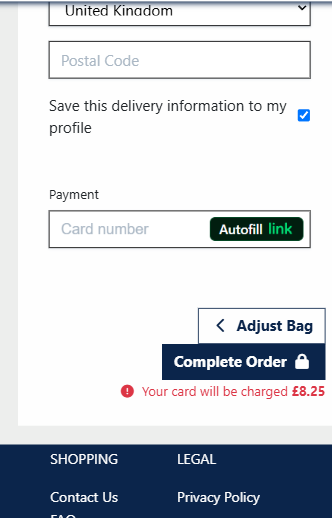 United Kingdom
Postal Code
Save this delivery information to my
profile
Payment
Card number
Autofill link
Adjust Bag
Complete Order
Your card will be charged £8.25
SHOPPING LEGAL
Contact Us Privacy Policy
FAQ